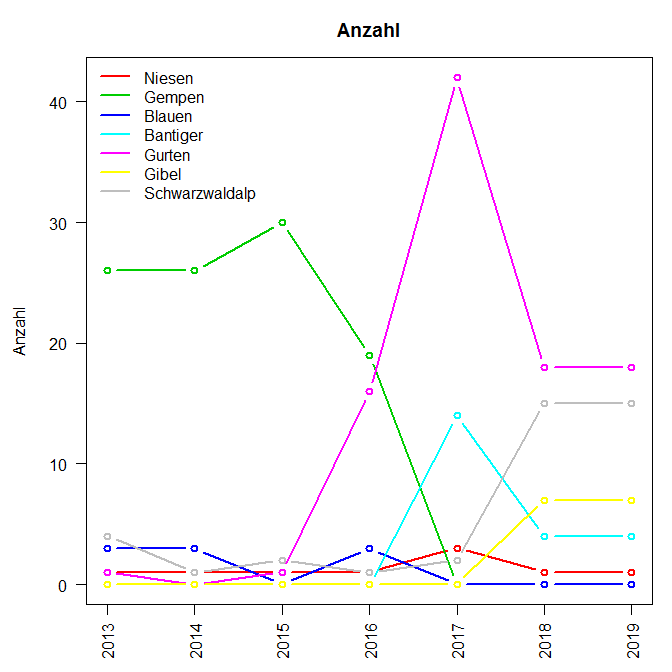 Anzahl
Niesen
Gempen
Blauen
Bantiger
Gurten
Gibel
Schwarzwaldalp
Anzahl
40
30
20
10
0
2013
2014
2015
2016
2017
2018
2019